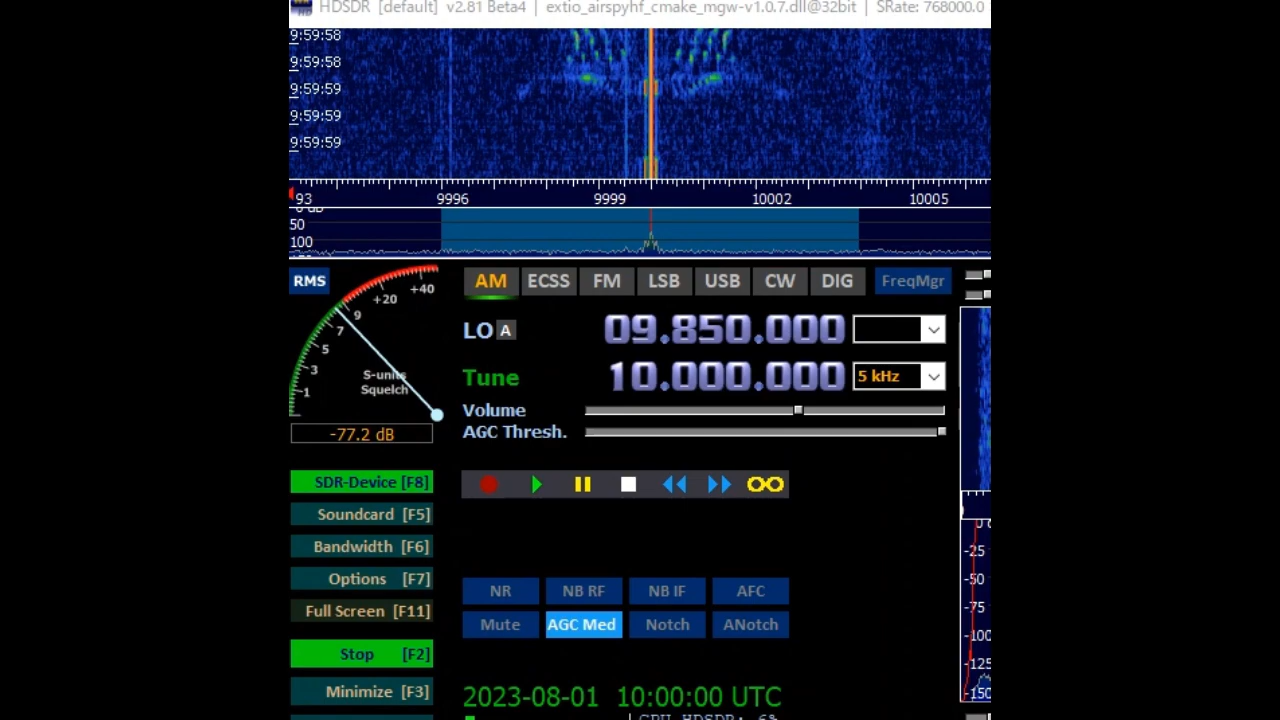 HDSDR [default] v2.81 Beta4 | extio_airspyhf_cmake_mgw-v1.0.7.dll@32bit | SRate: 768000.0
9:59:58
9:59:58
9:59:59
9:59:59
9:59:59
93 9996 9999 10002 10005
50
100
RMS
1 3 5 7 9 +20 +40
S-units
Squelch
-77.2 dB
AM ECSS FM LSB USB CW DIG FreqMgr
LO A 09.850.000
Tune 10.000.000 5 kHz
Volume
AGC Thresh.
SDR-Device [F8]
Soundcard [F5]
Bandwidth [F6]
Options [F7]
Full Screen [F11]
Stop [F2]
Minimize [F3]
NR NB RF NB IF AFC
Mute AGC Med Notch ANotch
2023-08-01 10:00:00 UTC
-25
-50
-75
-100
-125
-150